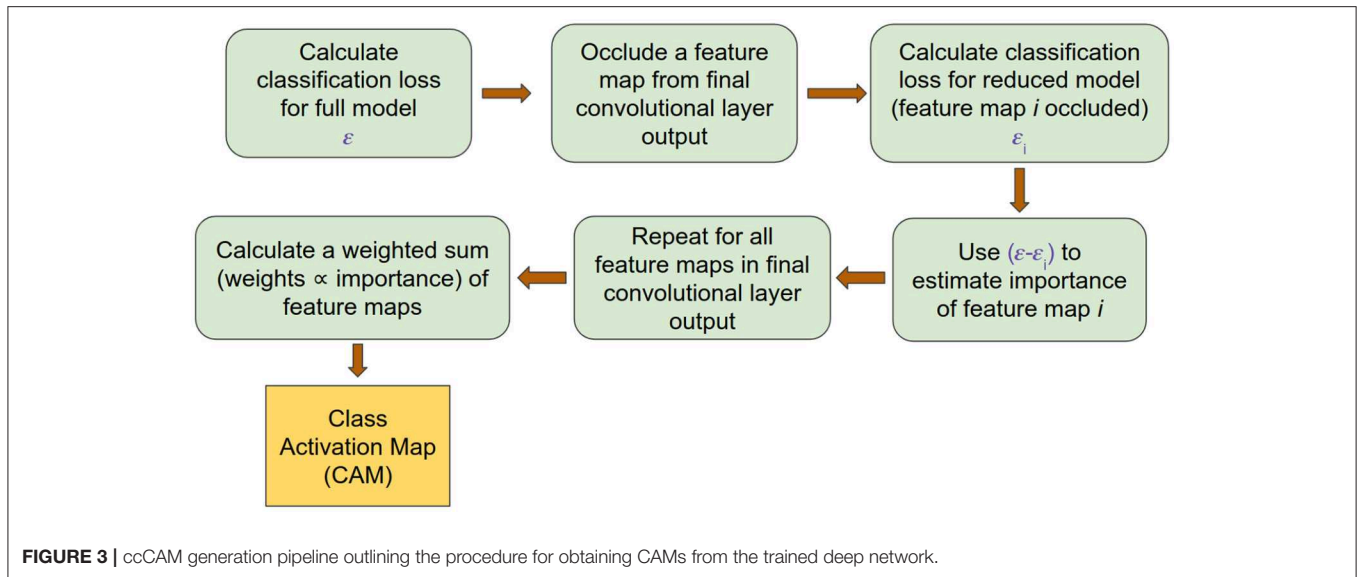 Calculate
classification loss
for full model
ε
Occlude a feature
map from final
convolutional layer
output
Calculate classification
loss for reduced model
(feature map i occluded)
εi
Use (ε-εi) to
estimate importance
of feature map i
Repeat for all
feature maps in final
convolutional layer
output
Calculate a weighted sum
(weights ∝ importance) of
feature maps
Class
Activation Map
(CAM)
FIGURE 3 | ccCAM generation pipeline outlining the procedure for obtaining CAMs from the trained deep network.